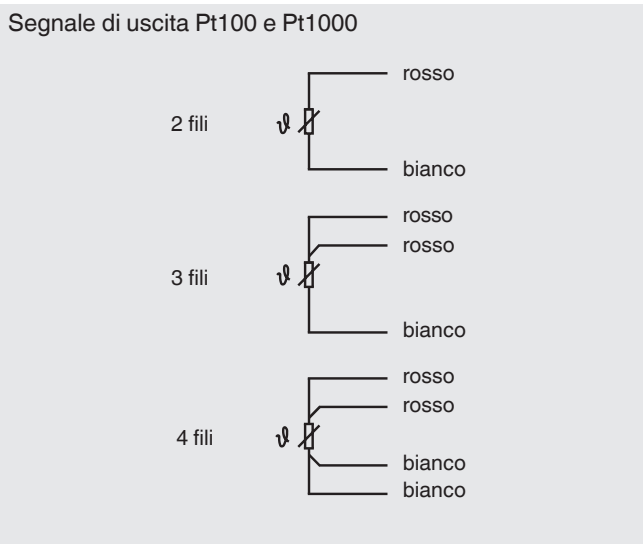 Segnale di uscita Pt100 e Pt1000
rosso
2 fili ϑ
bianco
rosso
rosso
3 fili ϑ
bianco
rosso
rosso
4 fili ϑ
bianco
bianco